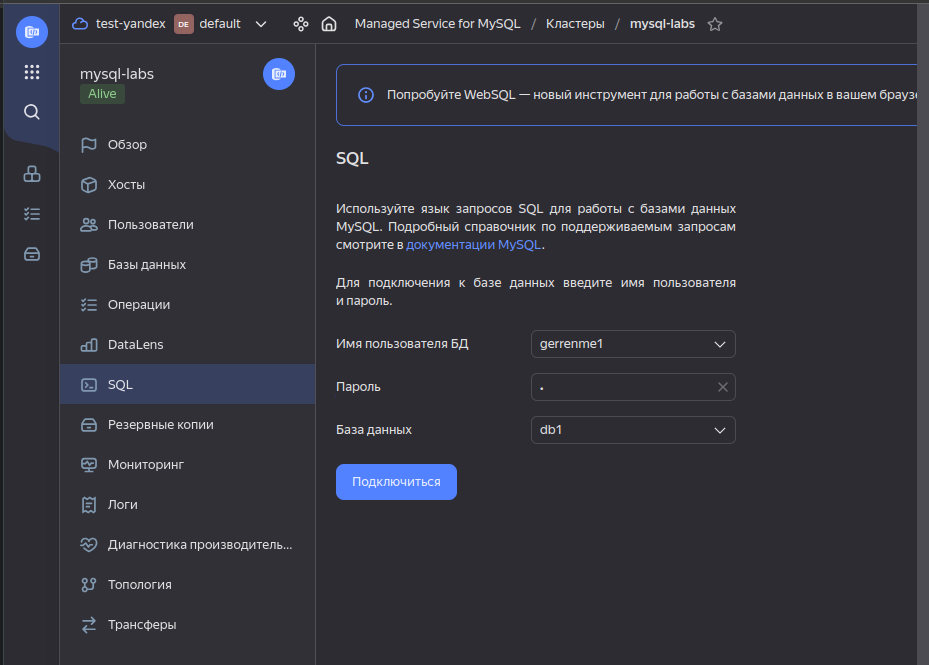 test-yandex DE default Managed Service for MySQL / Кластеры / mysql-labs
mysql-labs
Alive
Обзор
Хосты
Пользователи
Базы данных
Операции
DataLens
SQL
Резервные копии
Мониторинг
Логи
Диагностика производитель...
Топология
Трансферы
Попробуйте WebSQL — новый инструмент для работы с базами данных в вашем брауз
SQL
Используйте язык запросов SQL для работы с базами данных
MySQL. Подробный справочник по поддерживаемым запросам
смотрите в документации MySQL.
Для подключения к базе данных введите имя пользователя
и пароль.
Имя пользователя БД gerrenme1
Пароль •
База данных db1
Подключиться